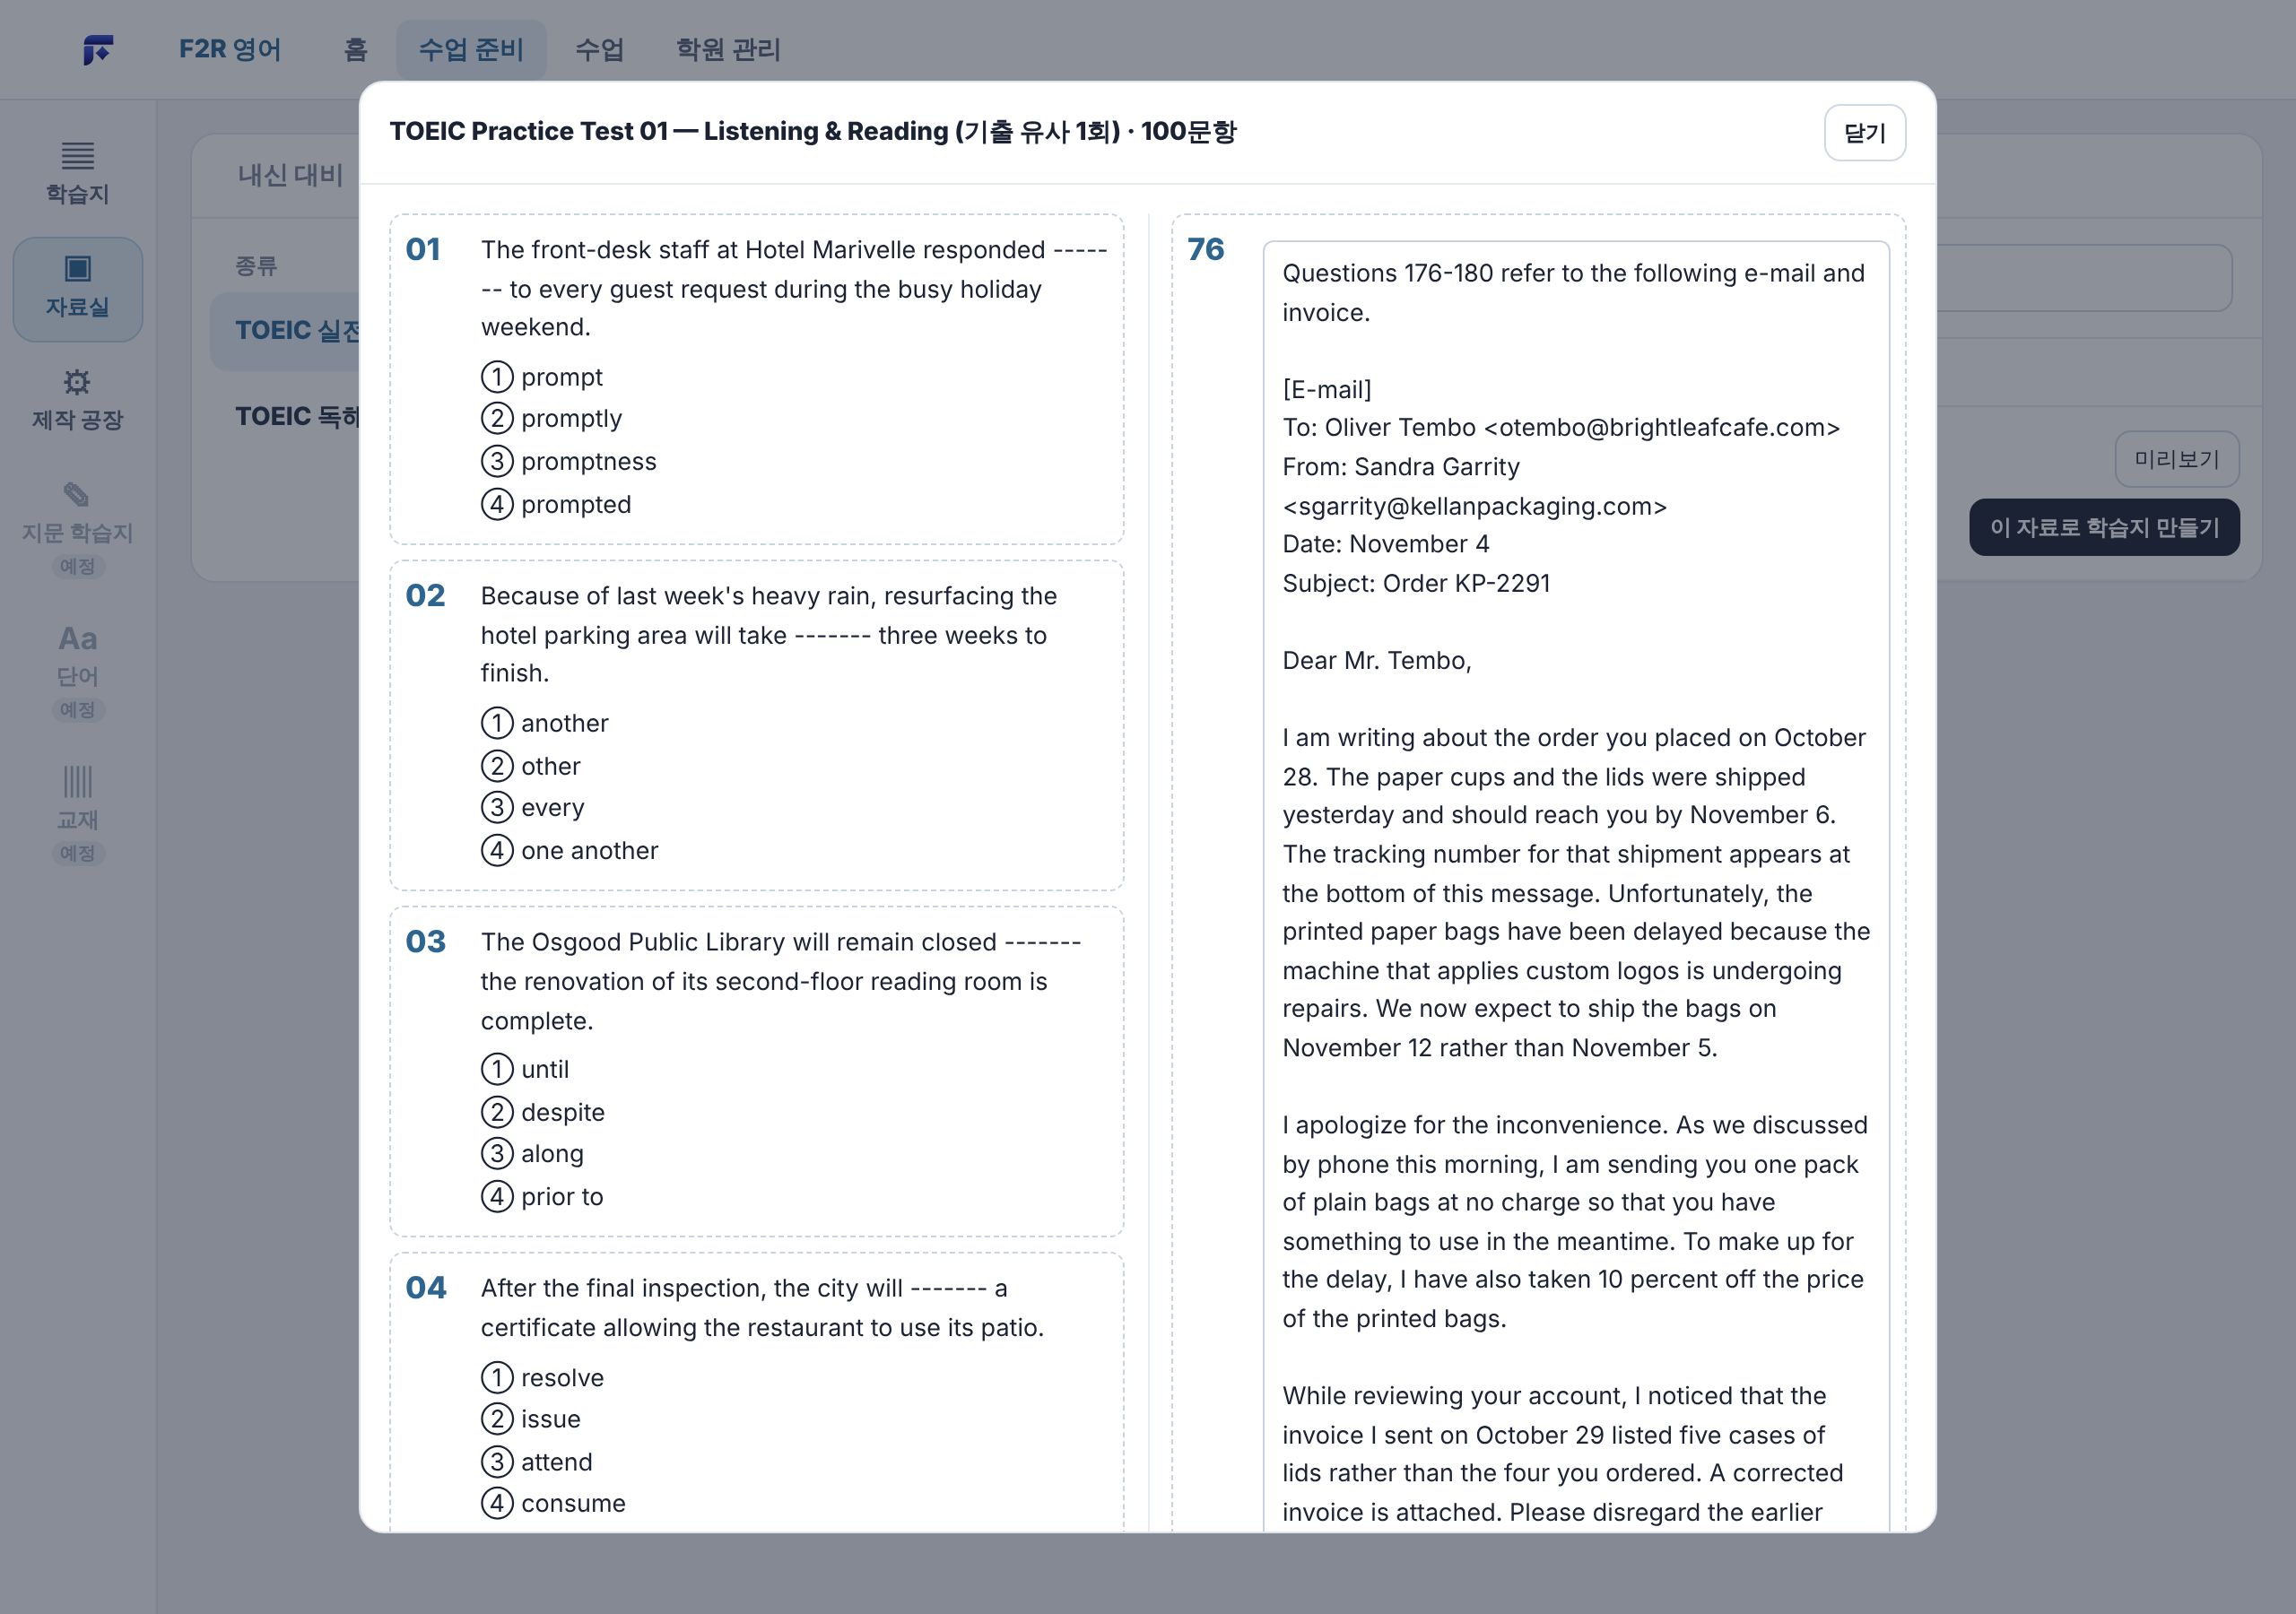 F2R 영어
홈
수업 준비
수업
학원 관리
학습지
자료실
제작 공장
지문 학습지
예정
Aa
단어
예정
교재
예정
내신 대비
종류
TOEIC 실전
TOEIC 독해
미리보기
이 자료로 학습지 만들기
TOEIC Practice Test 01 — Listening & Reading (기출 유사 1회) · 100문항
닫기
01
The front-desk staff at Hotel Marivelle responded -----
-- to every guest request during the busy holiday
weekend.
① prompt
② promptly
③ promptness
④ prompted
02
Because of last week's heavy rain, resurfacing the
hotel parking area will take ------- three weeks to
finish.
① another
② other
③ every
④ one another
03
The Osgood Public Library will remain closed -------
the renovation of its second-floor reading room is
complete.
① until
② despite
③ along
④ prior to
04
After the final inspection, the city will ------- a
certificate allowing the restaurant to use its patio.
① resolve
② issue
③ attend
④ consume
76
Questions 176-180 refer to the following e-mail and
invoice.
[E-mail]
To: Oliver Tembo <otembo@brightleafcafe.com>
From: Sandra Garrity
<sgarrity@kellanpackaging.com>
Date: November 4
Subject: Order KP-2291
Dear Mr. Tembo,
I am writing about the order you placed on October
28. The paper cups and the lids were shipped
yesterday and should reach you by November 6.
The tracking number for that shipment appears at
the bottom of this message. Unfortunately, the
printed paper bags have been delayed because the
machine that applies custom logos is undergoing
repairs. We now expect to ship the bags on
November 12 rather than November 5.
I apologize for the inconvenience. As we discussed
by phone this morning, I am sending you one pack
of plain bags at no charge so that you have
something to use in the meantime. To make up for
the delay, I have also taken 10 percent off the price
of the printed bags.
While reviewing your account, I noticed that the
invoice I sent on October 29 listed five cases of
lids rather than the four you ordered. A corrected
invoice is attached. Please disregard the earlier